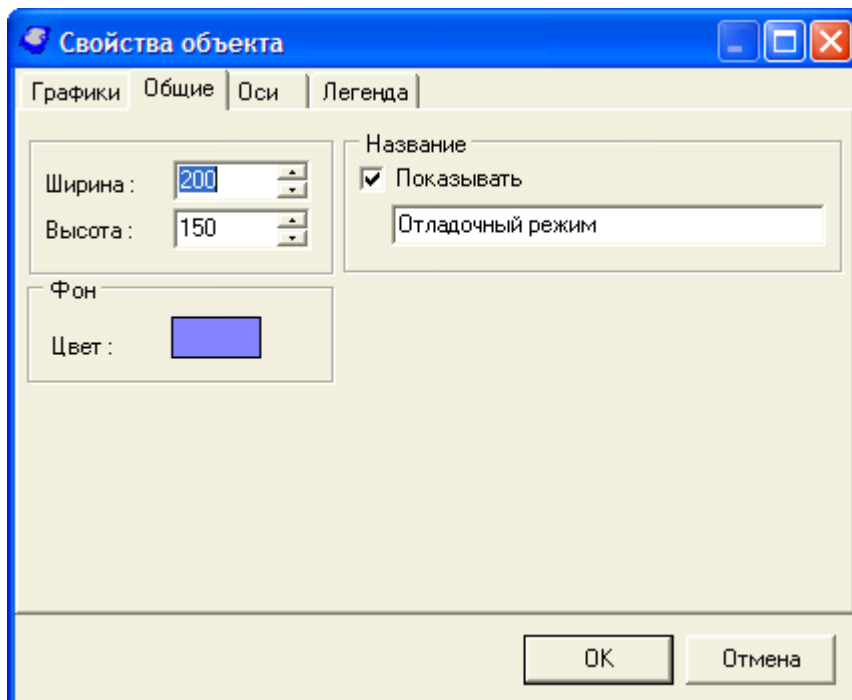 Свойства объекта
Графики Общие Оси Легенда
Название
Ширина : 200
Показывать
Высота : 150
Отладочный режим
Фон
Цвет :
OK Отмена